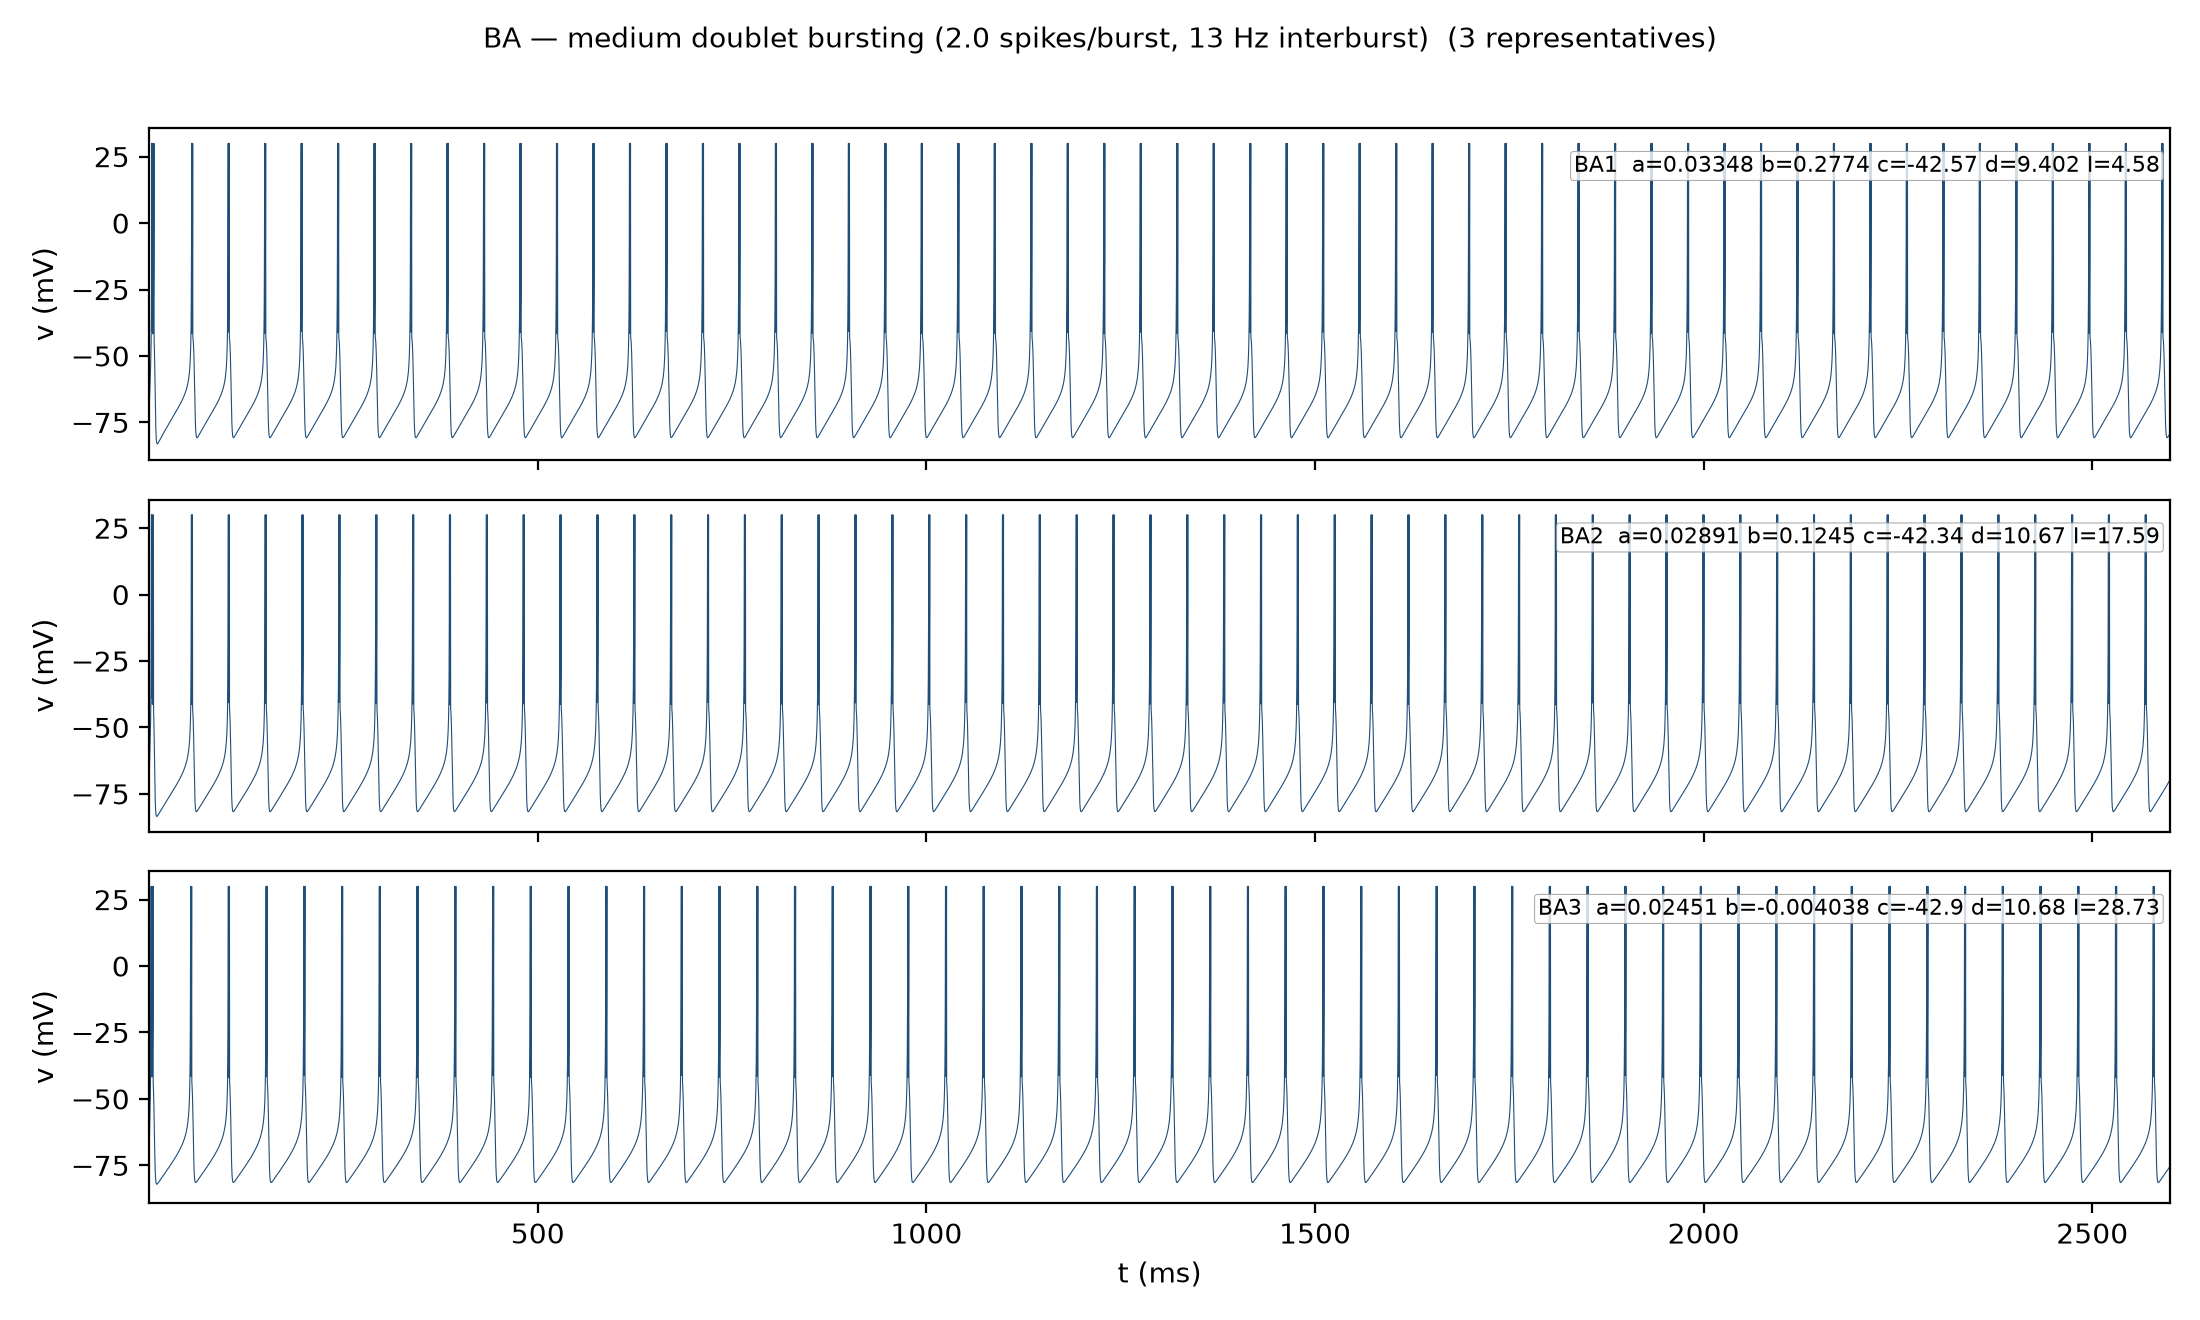 BA — medium doublet bursting (2.0 spikes/burst, 13 Hz interburst)  (3 representatives)
25
0
−25
−50
−75
v (mV)
BA1  a=0.03348 b=0.2774 c=-42.57 d=9.402 I=4.58
25
0
−25
−50
−75
v (mV)
BA2  a=0.02891 b=0.1245 c=-42.34 d=10.67 I=17.59
25
0
−25
−50
−75
v (mV)
BA3  a=0.02451 b=-0.004038 c=-42.9 d=10.68 I=28.73
500 1000 1500 2000 2500
t (ms)